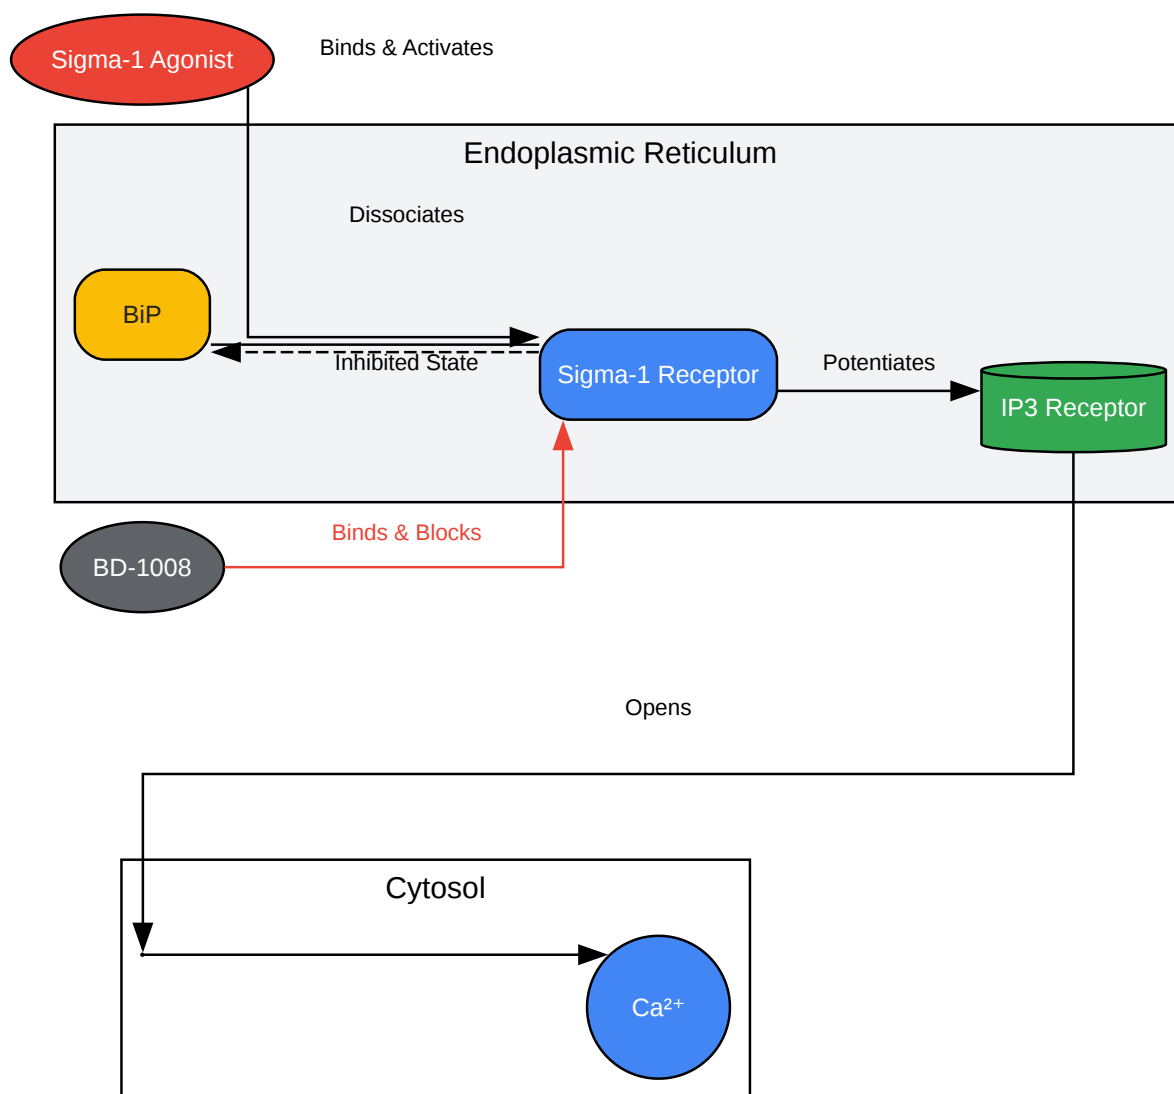 Sigma-1 Agonist
Binds & Activates
Endoplasmic Reticulum
Dissociates
BiP
Inhibited State
Sigma-1 Receptor
Potentiates
IP3 Receptor
Binds & Blocks
BD-1008
Opens
Cytosol
Ca²⁺